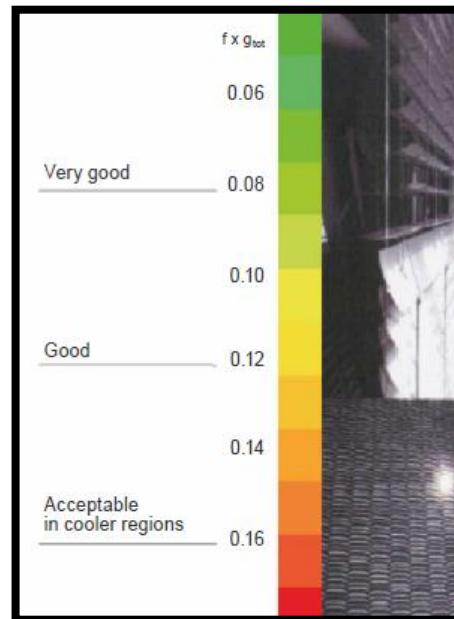 f x gtot
0.06
Very good
0.08
0.10
Good
0.12
0.14
Acceptable
in cooler regions
0.16